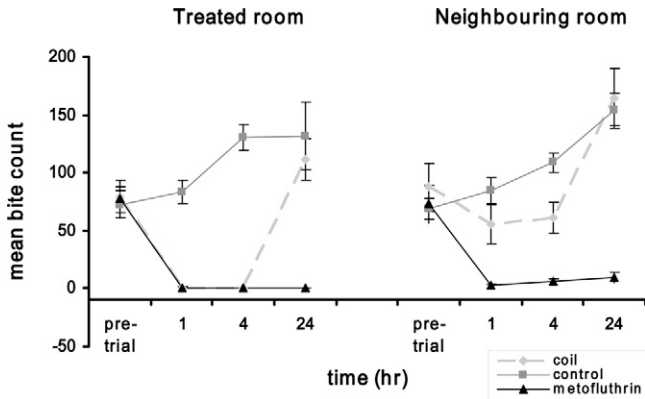 Treated room
Neighbouring room
200
150
100
50
0
-50
mean bite count
pre-
trial
1
4
24
pre-
trial
1
4
24
time (hr)
coil
control
metofluthrin